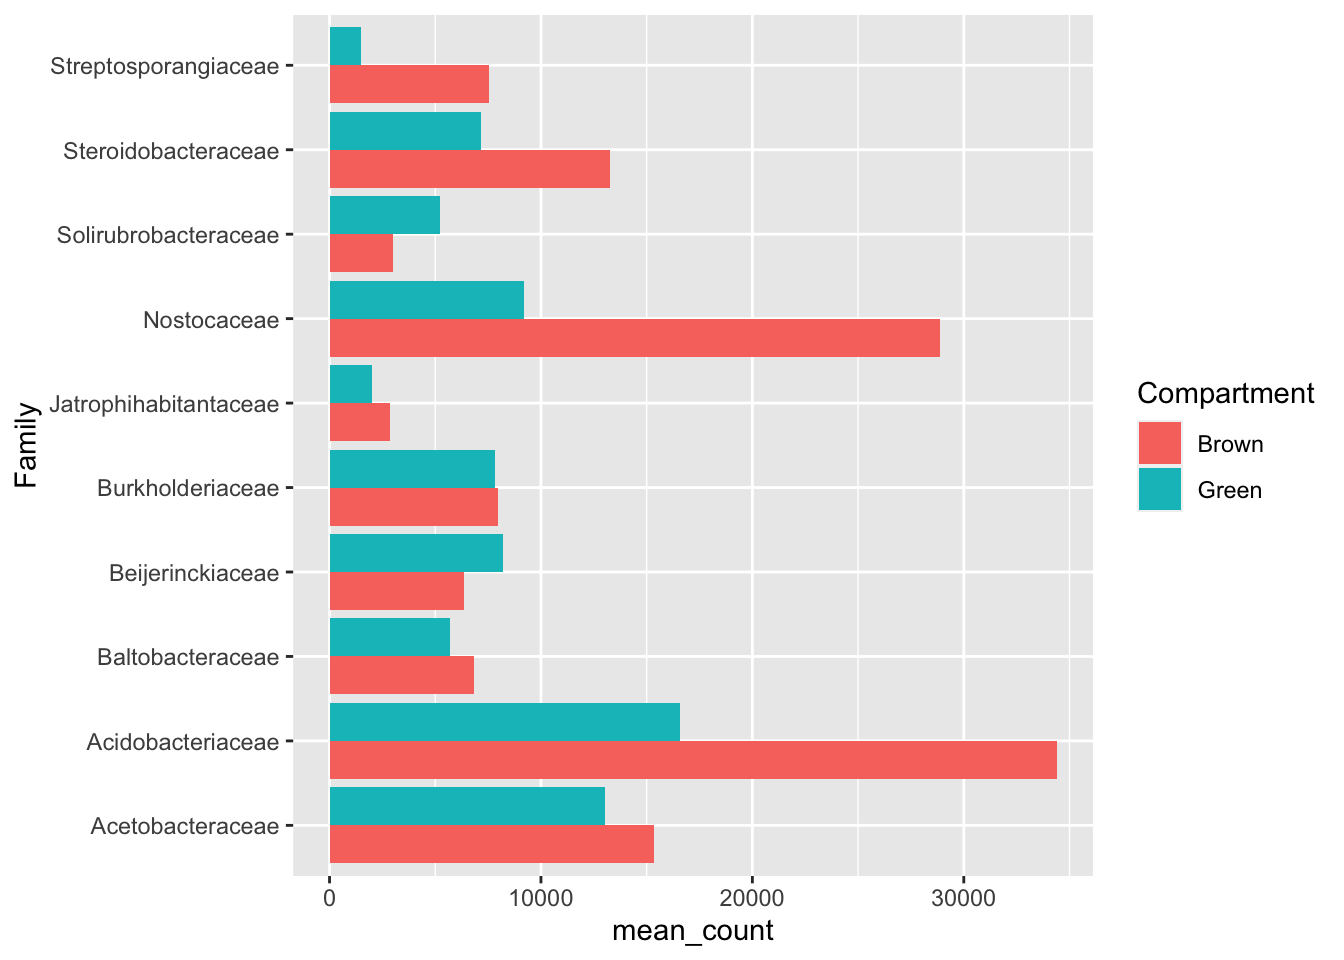 Streptosporangiaceae
Steroidobacteraceae
Solirubrobacteraceae
Nostocaceae
Jatrophihabitantaceae
Burkholderiaceae
Beijerinckiaceae
Baltobacteraceae
Acidobacteriaceae
Acetobacteraceae
Family
0 10000 20000 30000
mean_count
Compartment
Brown
Green